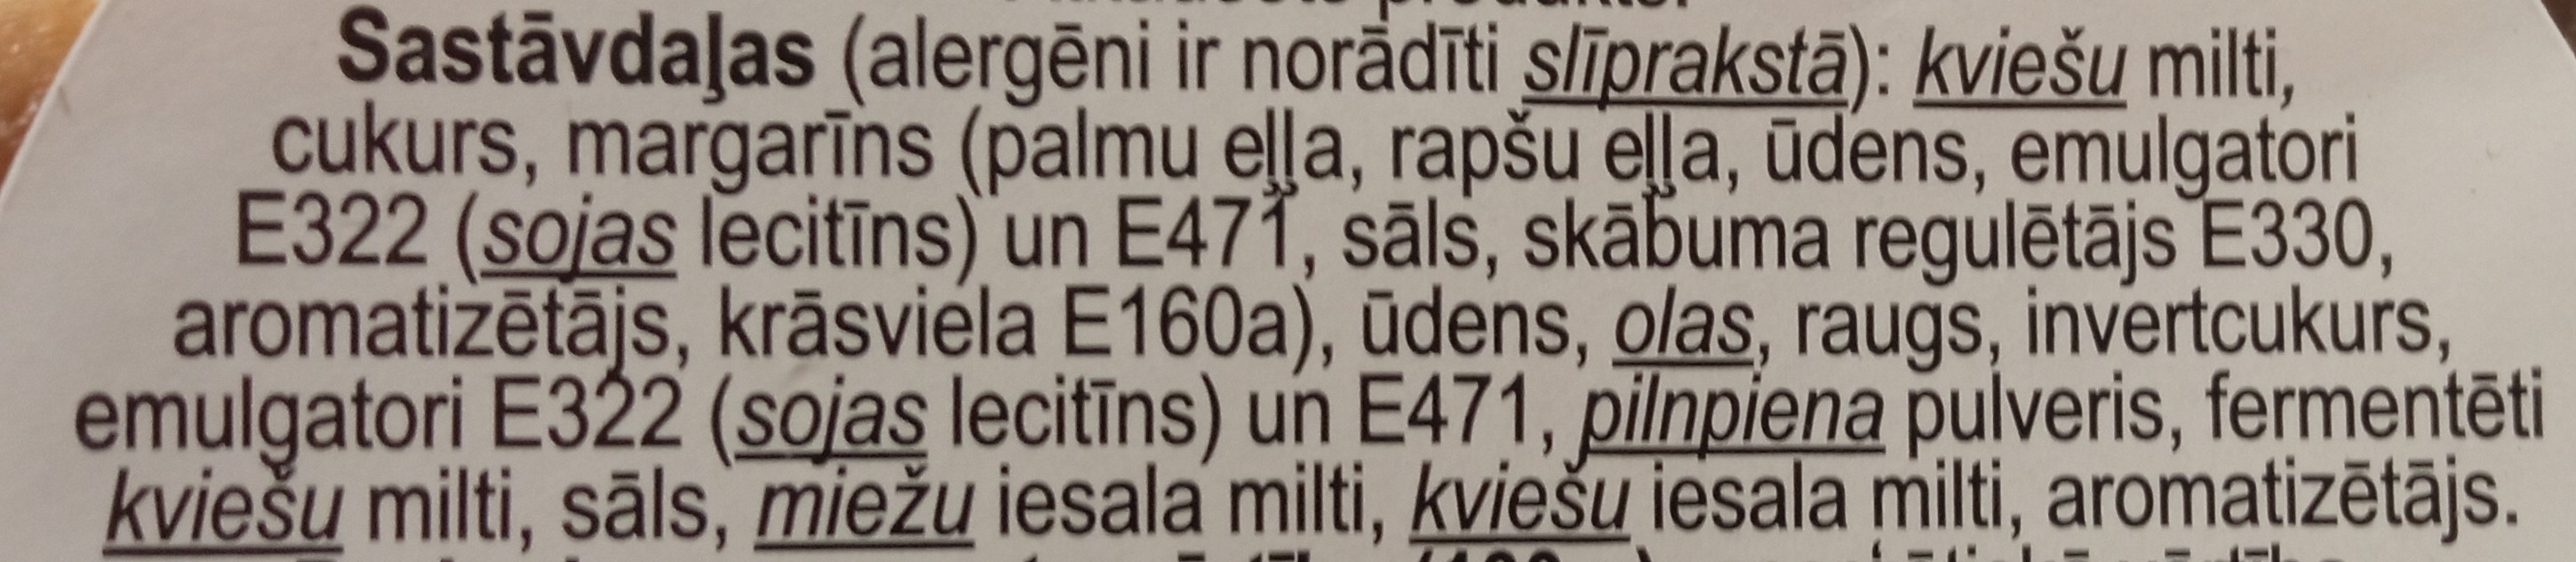 Sastāvdaļas (alergēni ir norādīti slīprakstā): kviešu milti,
cukurs, margarīns (palmu eļļa, rapšu eļļa, ūdens, emulgatori
E322 (sojas lecitīns) un E471, sāls, skābuma regulētājs E330,
aromatizētājs, krāsviela E160a), ūdens, olas, raugs, invertcukurs,
emulgatori E322 (sojas lecitīns) un E471, pilnpiena pulveris, fermentēti
kviešu milti, sāls, miežu iesala milti, kviešu iesala milti, aromatizētājs.